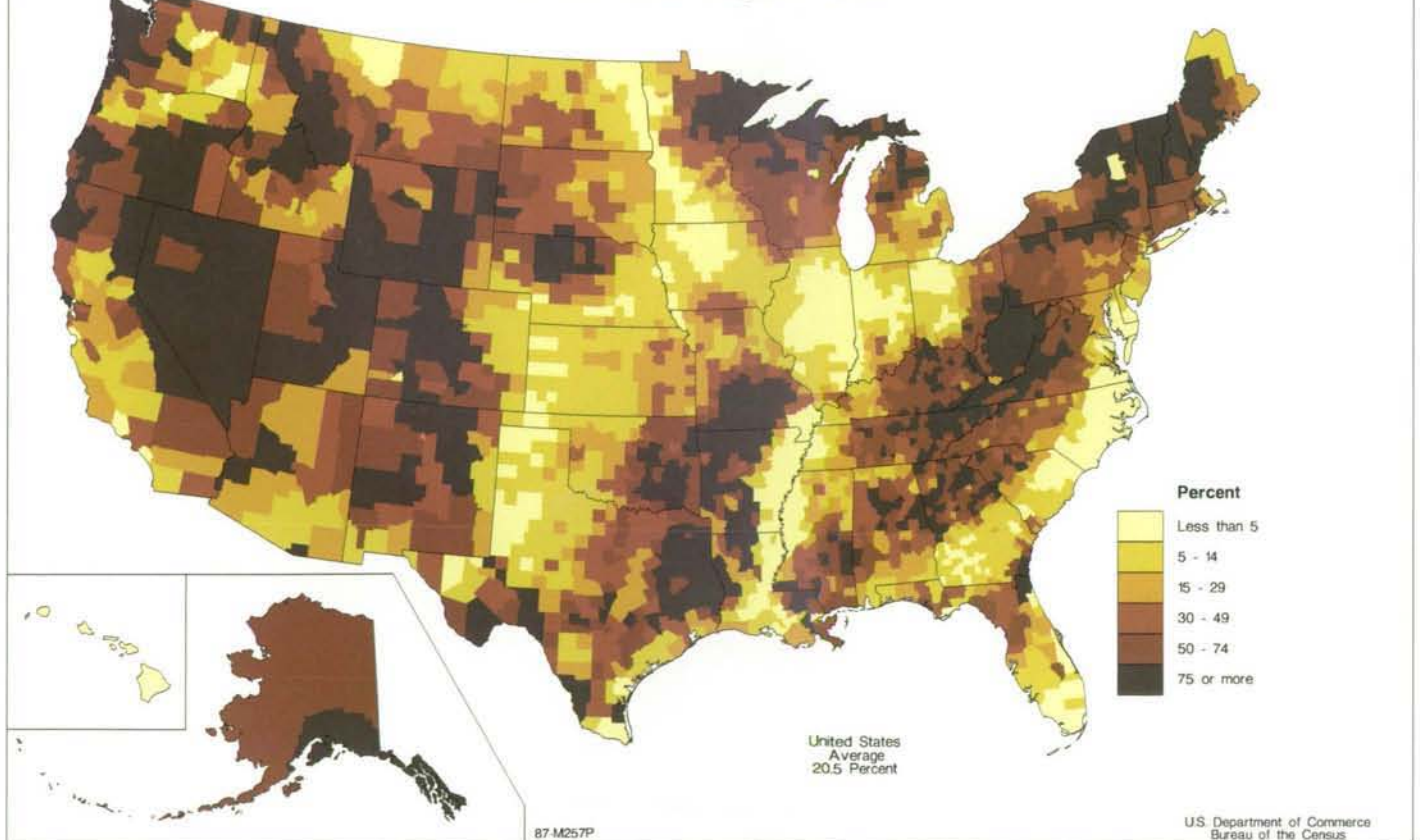 Percent
Less than 5
5 - 14
15 - 29
30 - 49
50 - 74
75 or more
United States
Average
20.5 Percent
87-M257P
U.S. Department of Commerce
Bureau of the Census